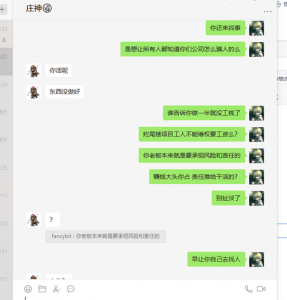 庄神
你还来找事
是想让所有人都知道你们公司怎么骗人的么
你话呢
东西没做好
谁告诉你做一半就没工钱了
烂尾楼项目工人不能维权要工资么?
你老板本来就是要承担风险和责任的
赚钱大头你占 责任推给干活的?
别扯淡了
?
fancybit:你老板本来就是要承担风险和责任的
早让你自己去找人